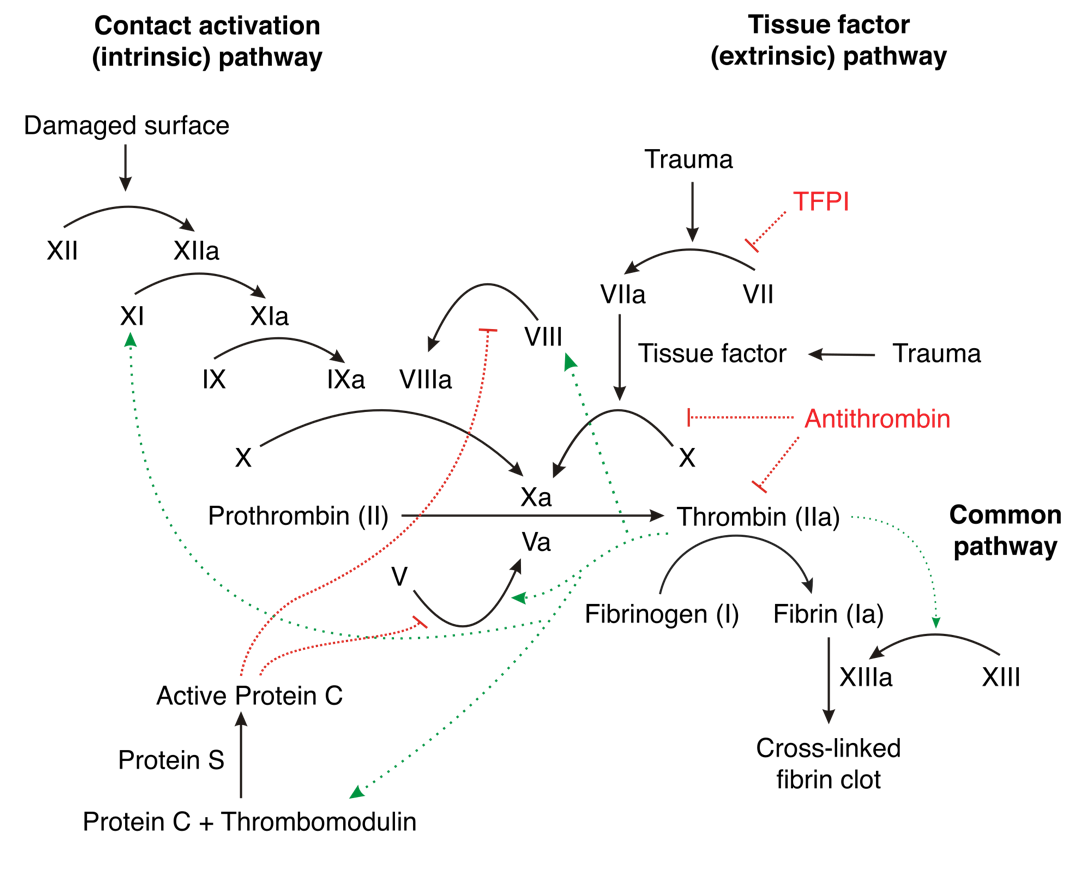 Contact activation
(intrinsic) pathway
Tissue factor
(extrinsic) pathway
Damaged surface
Trauma
TFPI
XII
XIIa
VIIa
VII
XI
XIa
VIII
Tissue factor
Trauma
IX
IXa
VIIIa
Antithrombin
X
X
Xa
Prothrombin (II)
Thrombin (IIa)
Common
pathway
Va
V
Fibrinogen (I)
Fibrin (Ia)
XIIIa
XIII
Active Protein C
Cross-linked
fibrin clot
Protein S
Protein C + Thrombomodulin